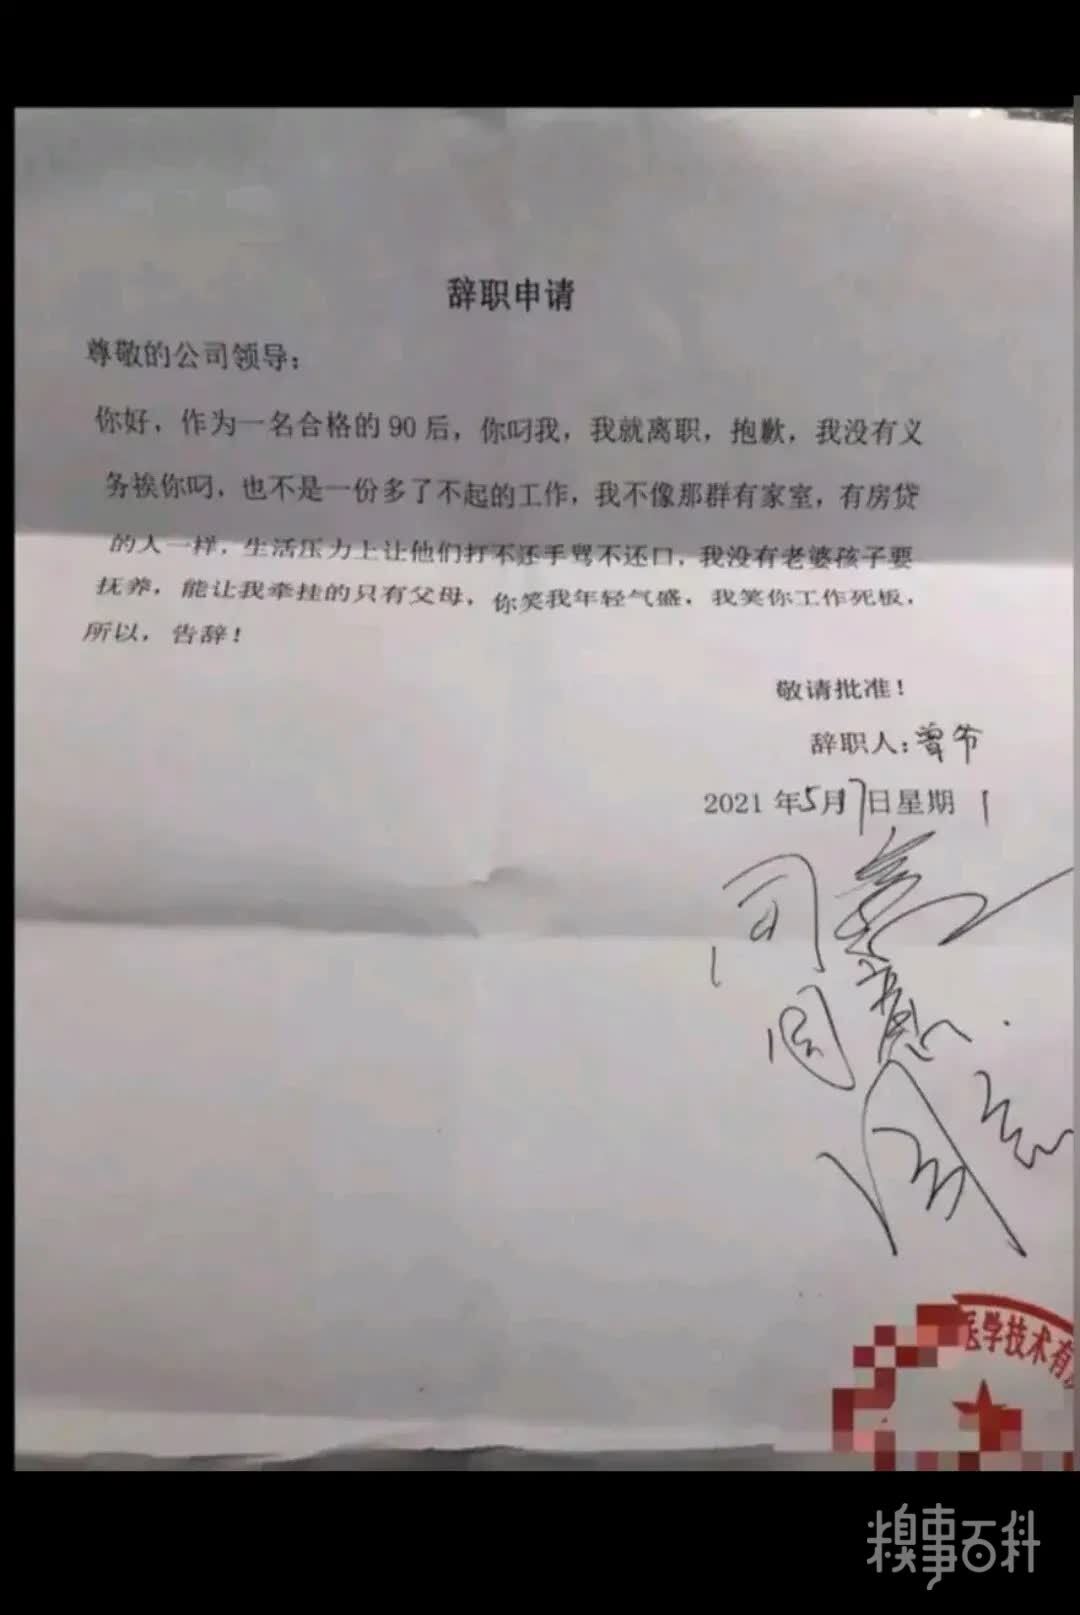 辞职申请
尊敬的公司领导：
你好，作为一名合格的90后，你叼我，我就离职，抱歉，我没有义
务挨你叼，也不是一份多了不起的工作，我不像那群有家室，有房贷
的人一样，生活压力上让他们打不还手骂不还口，我没有老婆孩子要
抚养，能让我牵挂的只有父母，你笑我年轻气盛，我笑你工作死板，
所以，告辞！
敬请批准！
辞职人：曾爷
2021年5月7日星期1
同意
同意.
同意
医学技术有
糗事百科